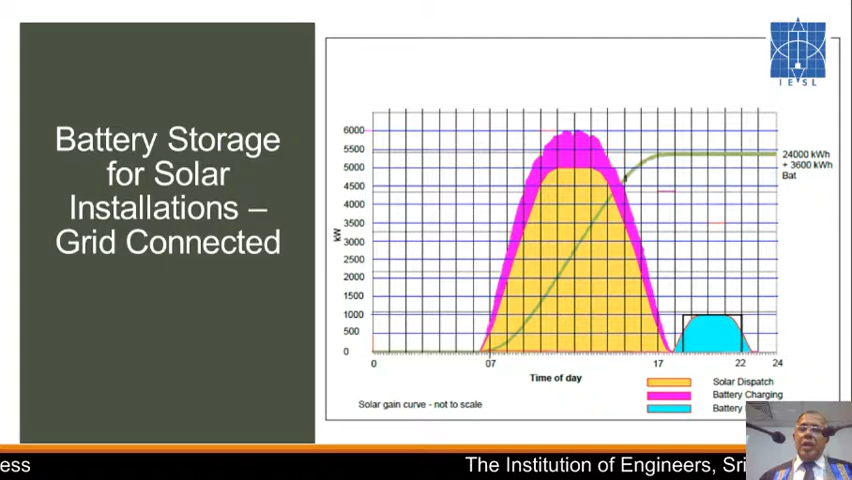 Battery Storage
for Solar
Installations –
Grid Connected
IESL
6000
5500
5000
4500
4000
3500
3000
2500
2000
1500
1000
500
0
kW
24000 kWh
+ 3600 kWh
Bat
0
07
17
22
24
Time of day
Solar gain curve - not to scale
Solar Dispatch
Battery Charging
Battery
ess
The Institution of Engineers, Sri